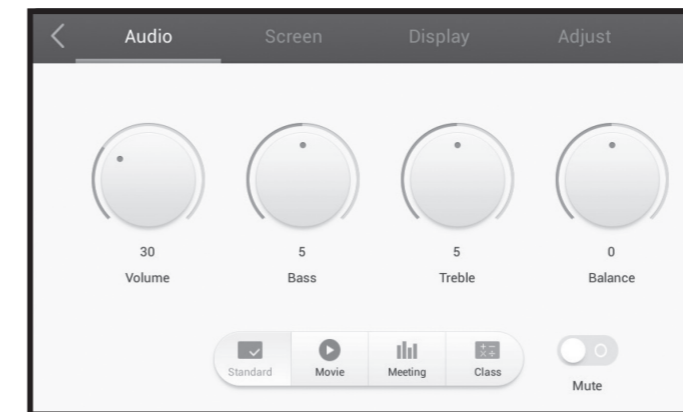 Audio Screen Display Adjust
30 5 5 0
Volume Bass Treble Balance
Standard Movie Meeting Class
Mute